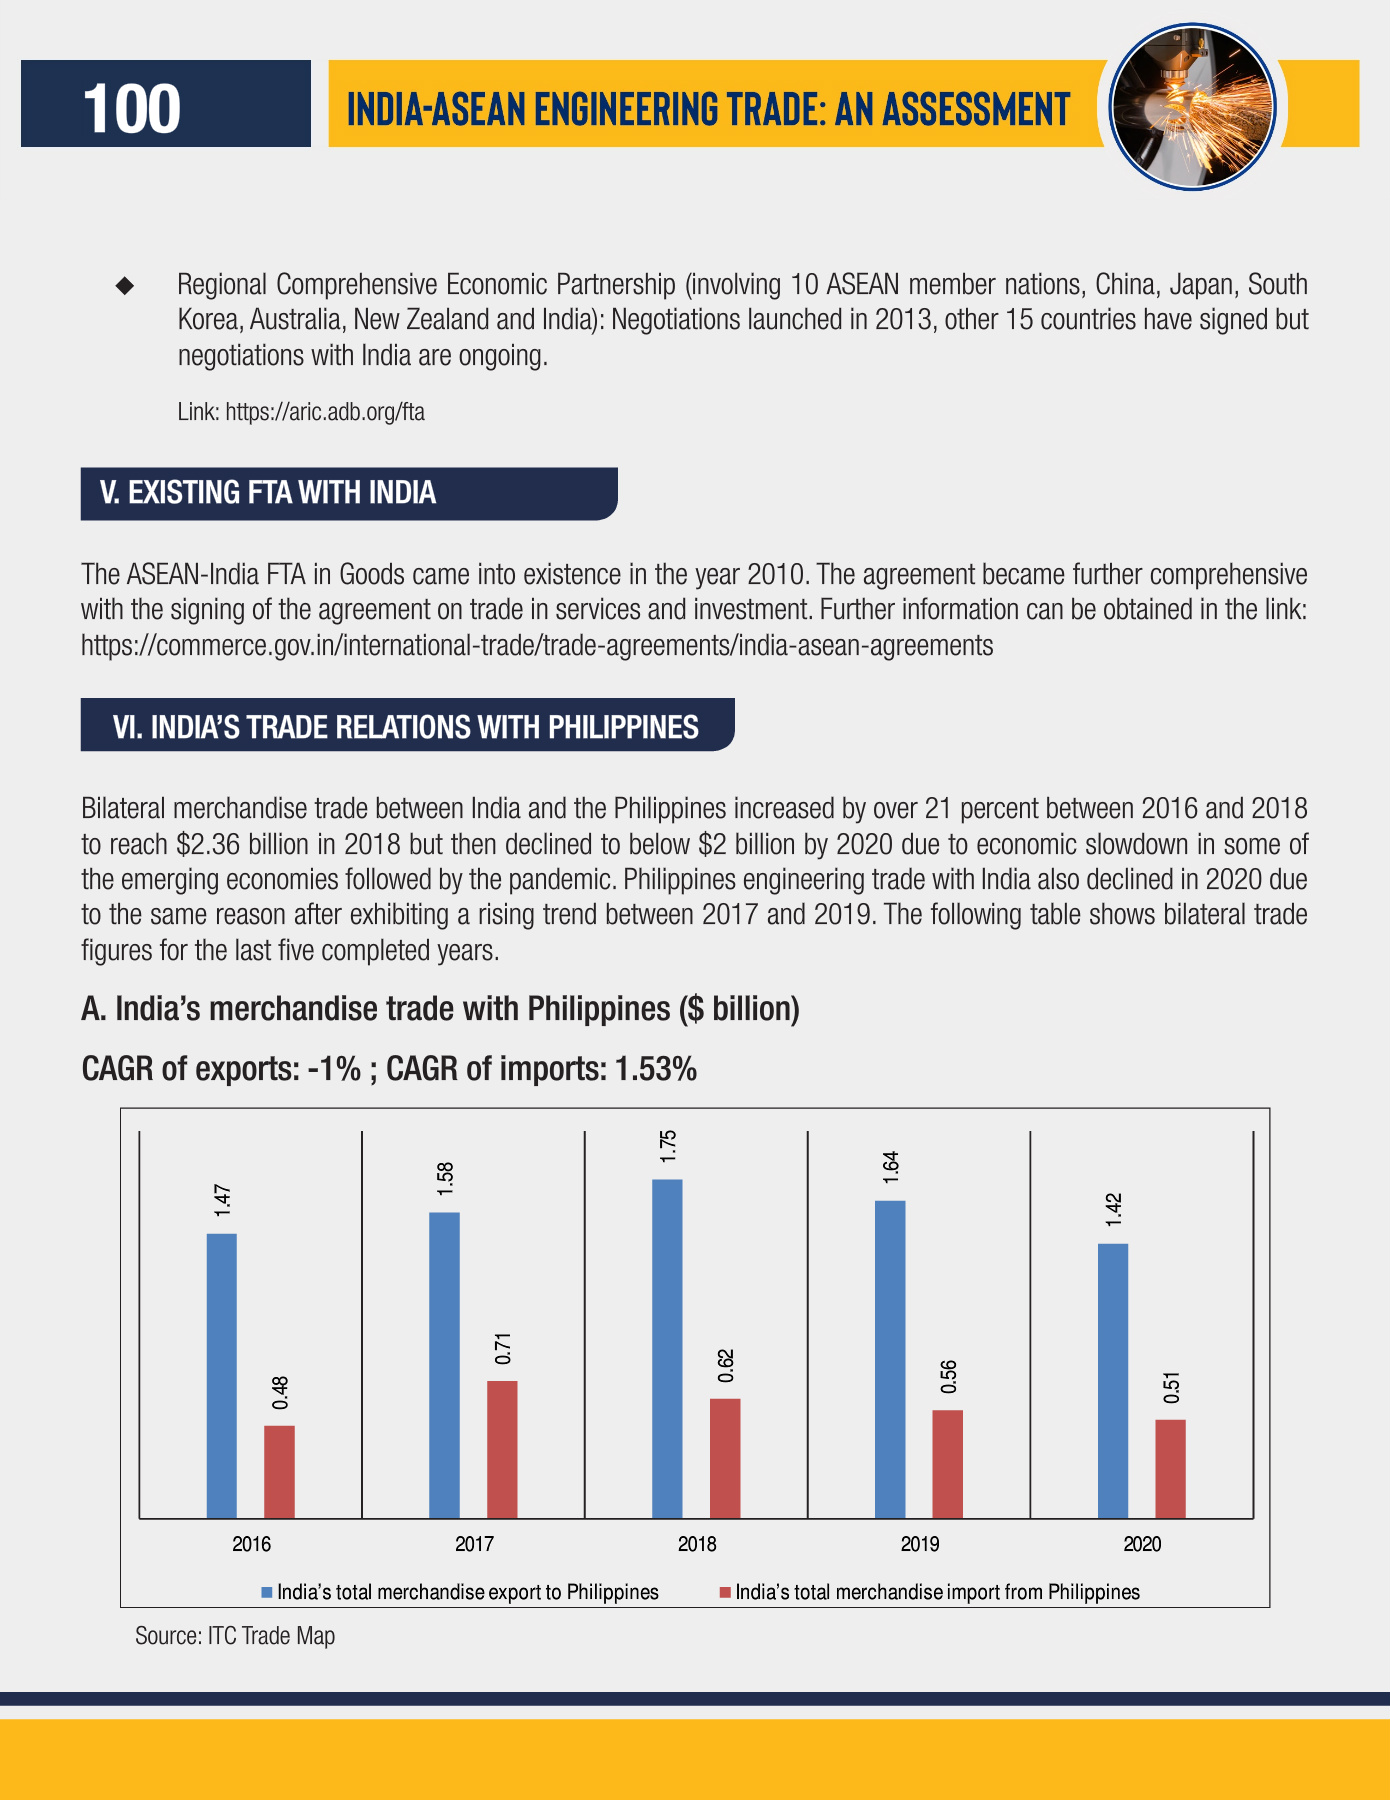 100
INDIA-ASEAN ENGINEERING TRADE: AN ASSESSMENT
◆ Regional Comprehensive Economic Partnership (involving 10 ASEAN member nations, China, Japan, South
Korea, Australia, New Zealand and India): Negotiations launched in 2013, other 15 countries have signed but
negotiations with India are ongoing.
Link: https://aric.adb.org/fta
V. EXISTING FTA WITH INDIA
The ASEAN-India FTA in Goods came into existence in the year 2010. The agreement became further comprehensive
with the signing of the agreement on trade in services and investment. Further information can be obtained in the link:
https://commerce.gov.in/international-trade/trade-agreements/india-asean-agreements
VI. INDIA’S TRADE RELATIONS WITH PHILIPPINES
Bilateral merchandise trade between India and the Philippines increased by over 21 percent between 2016 and 2018
to reach $2.36 billion in 2018 but then declined to below $2 billion by 2020 due to economic slowdown in some of
the emerging economies followed by the pandemic. Philippines engineering trade with India also declined in 2020 due
to the same reason after exhibiting a rising trend between 2017 and 2019. The following table shows bilateral trade
figures for the last five completed years.
A. India’s merchandise trade with Philippines ($ billion)
CAGR of exports: -1% ; CAGR of imports: 1.53%
1.47
0.48
1.58
0.71
1.75
0.62
1.64
0.56
1.42
0.51
2016
2017
2018
2019
2020
India’s total merchandise export to Philippines
India’s total merchandise import from Philippines
Source: ITC Trade Map